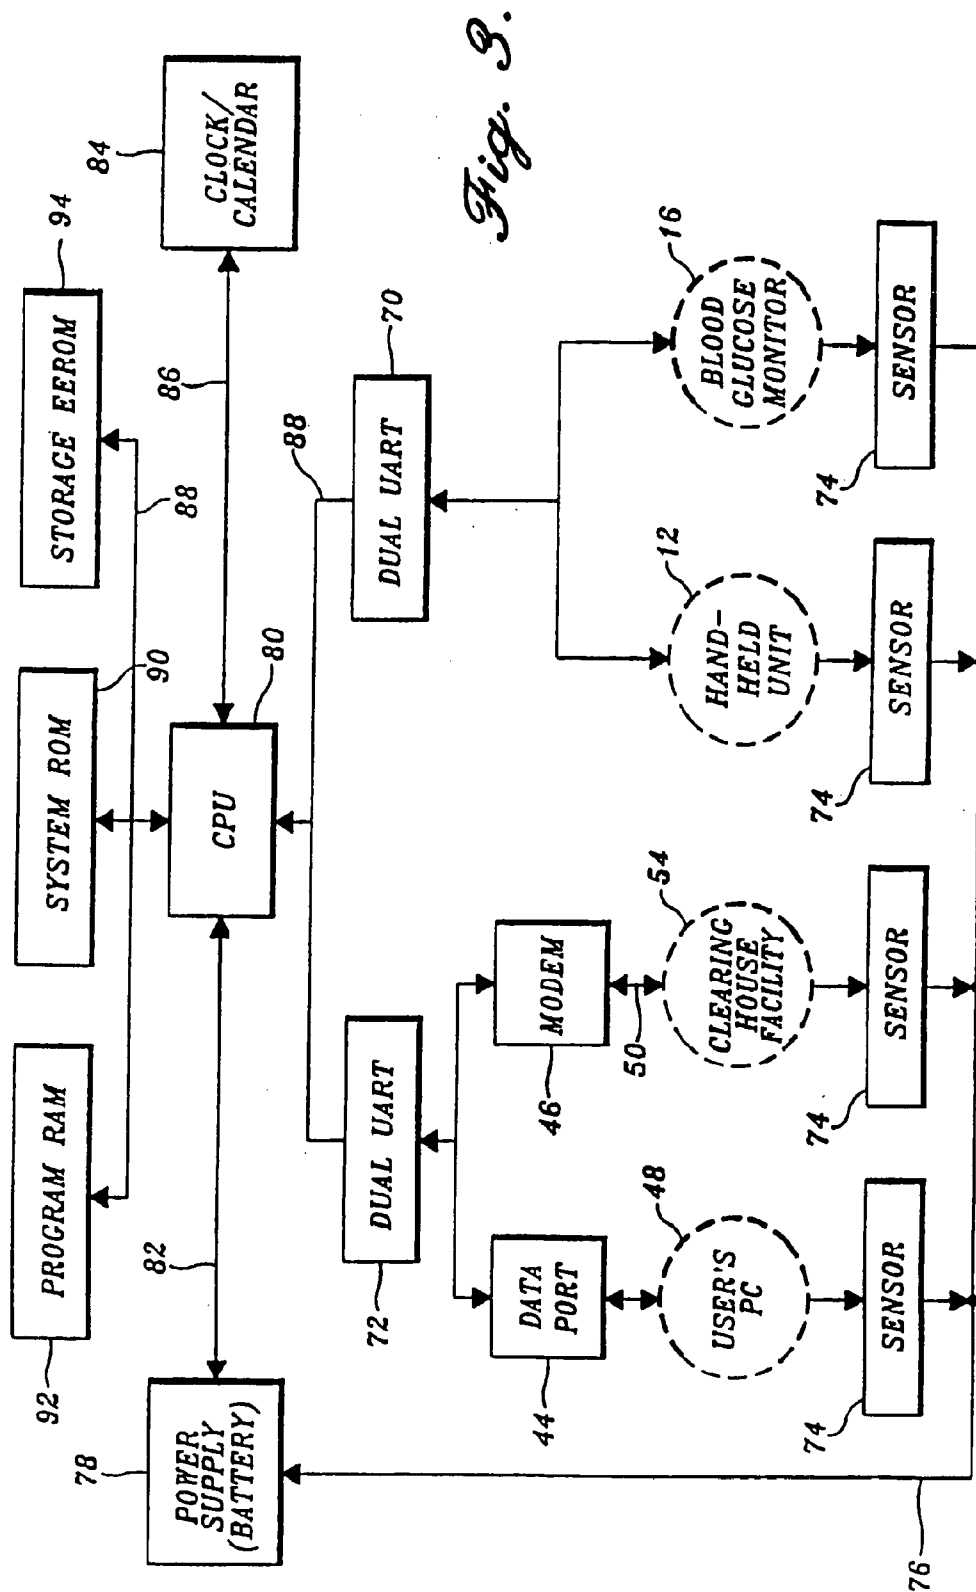 92
PROGRAM RAM
SYSTEM ROM
90
STORAGE EEROM
94
88
78
POWER
SUPPLY
(BATTERY)
82
CPU
80
86
84
CLOCK/
CALENDAR
72
DUAL UART
88
DUAL UART
70
Fig. 3.
44
DATA
PORT
46
MODEM
50
48
USER'S
PC
54
CLEARING
HOUSE
FACILITY
12
HAND-
HELD
UNIT
16
BLOOD
GLUCOSE
MONITOR
74
SENSOR
74
SENSOR
74
SENSOR
74
SENSOR
76